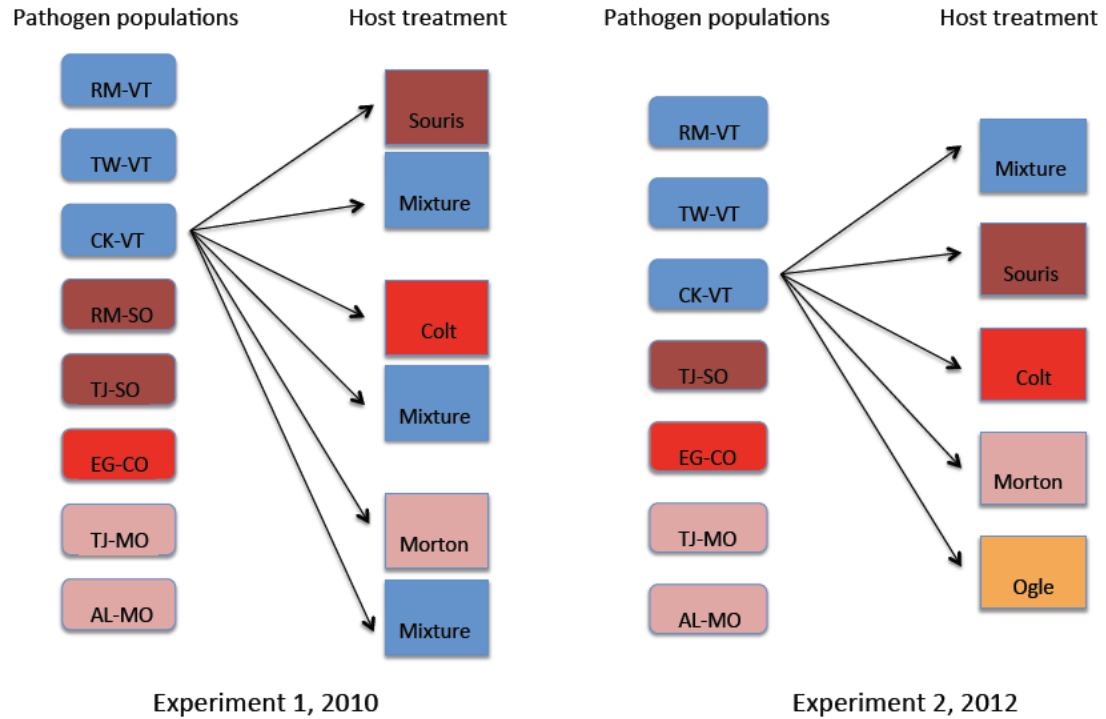 Pathogen populations
Host treatment
RM-VT
TW-VT
CK-VT
RM-SO
TJ-SO
EG-CO
TJ-MO
AL-MO
Souris
Mixture
Colt
Mixture
Morton
Mixture
Experiment 1, 2010
Pathogen populations
Host treatment
RM-VT
TW-VT
CK-VT
TJ-SO
EG-CO
TJ-MO
AL-MO
Mixture
Souris
Colt
Morton
Ogle
Experiment 2, 2012